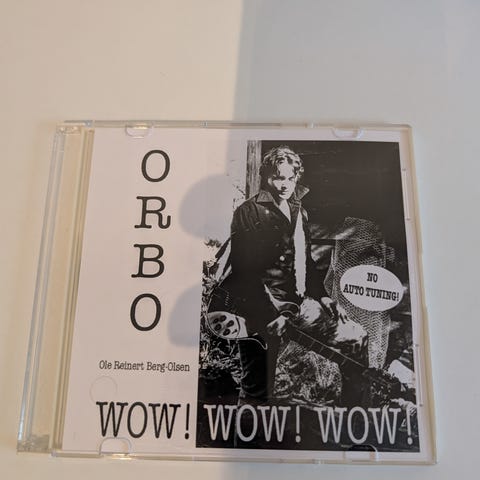 O
R
B
O
NO
AUTO TUNING!
Ole Reinert Berg-Olsen
WOW! WOW! WOW!